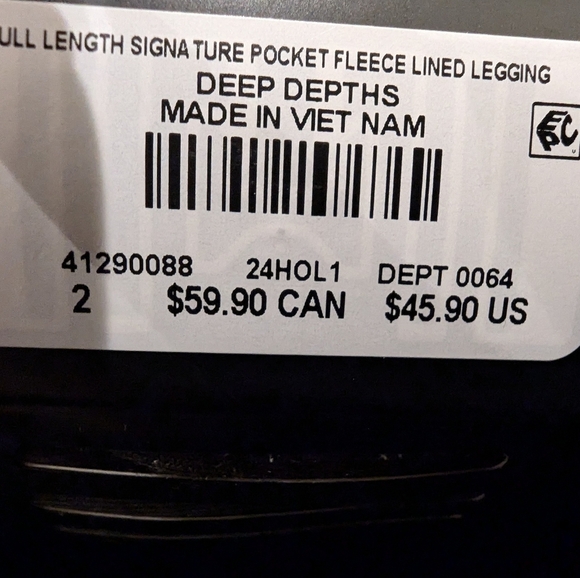 ULL LENGTH SIGNATURE POCKET FLEECE LINED LEGGING
DEEP DEPTHS
MADE IN VIET NAM
EPC
41290088 24HOL1 DEPT 0064
2 $59.90 CAN $45.90 US